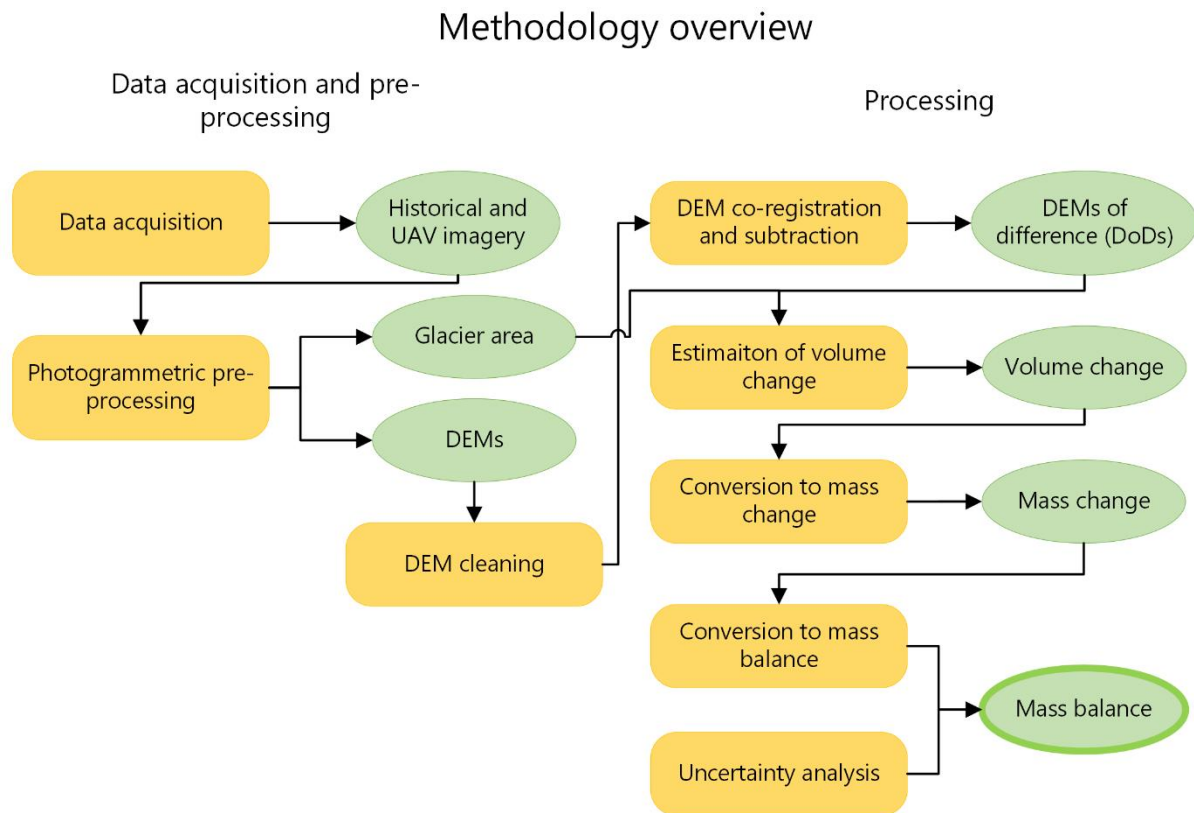 Methodology overview
Data acquisition and pre-
processing
Processing
Data acquisition
Historical and
UAV imagery
DEM co-registration
and subtraction
DEMs of
difference (DoDs)
Photogrammetric pre-
processing
Glacier area
Estimaiton of volume
change
Volume change
DEMs
Conversion to mass
change
Mass change
DEM cleaning
Conversion to mass
balance
Mass balance
Uncertainty analysis